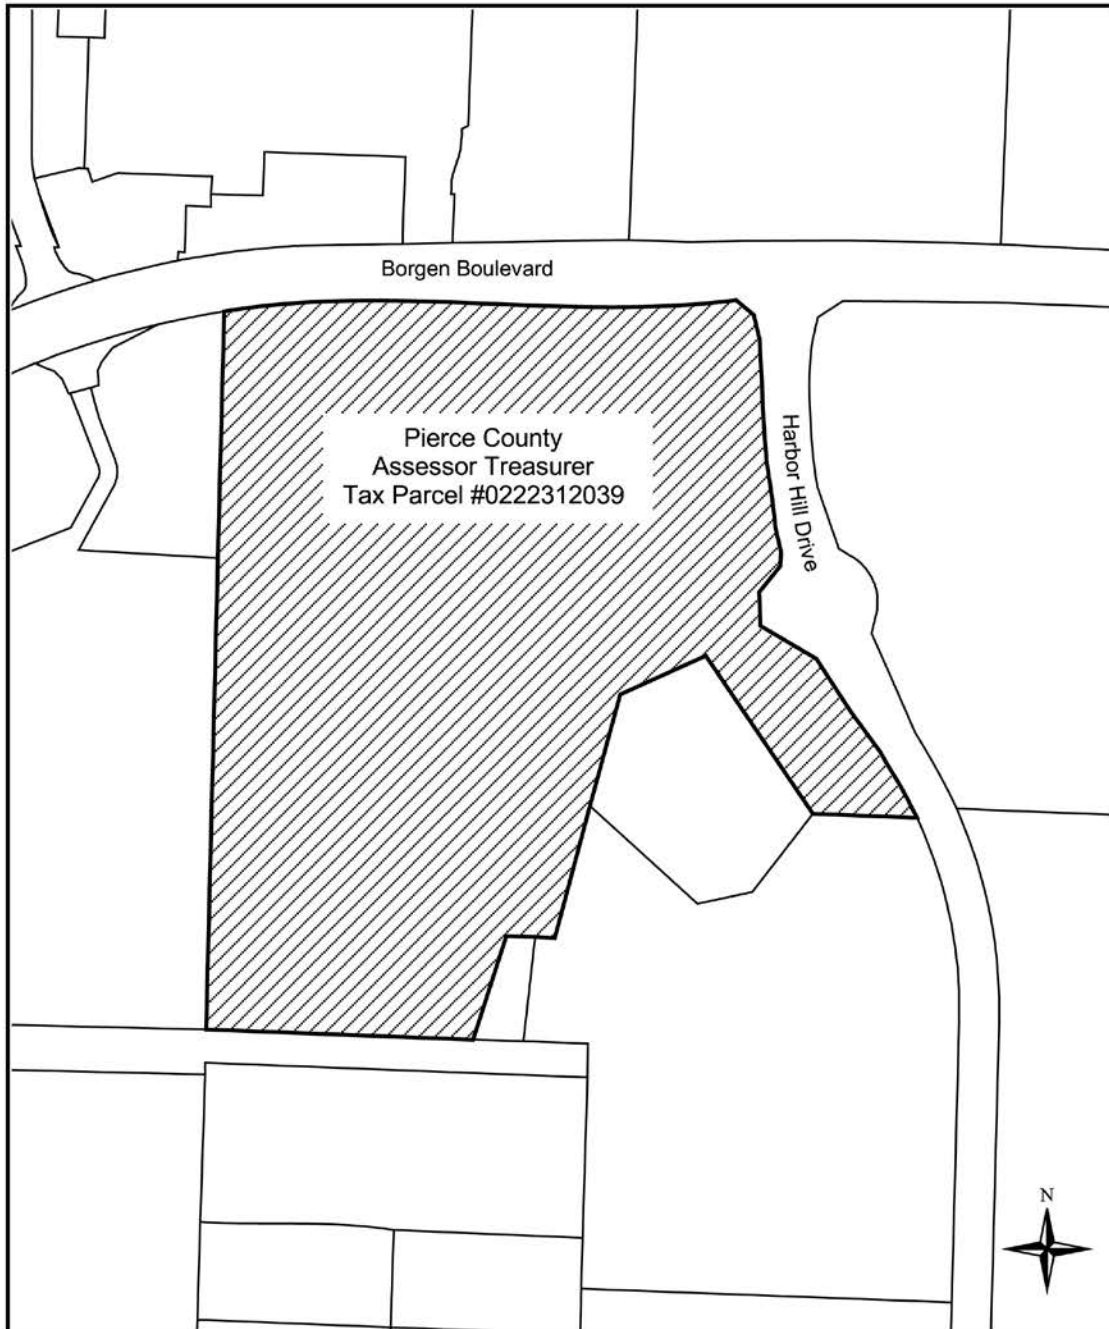 Borgen Boulevard
Pierce County
Assessor Treasurer
Tax Parcel #0222312039
Harbor Hill Drive
N